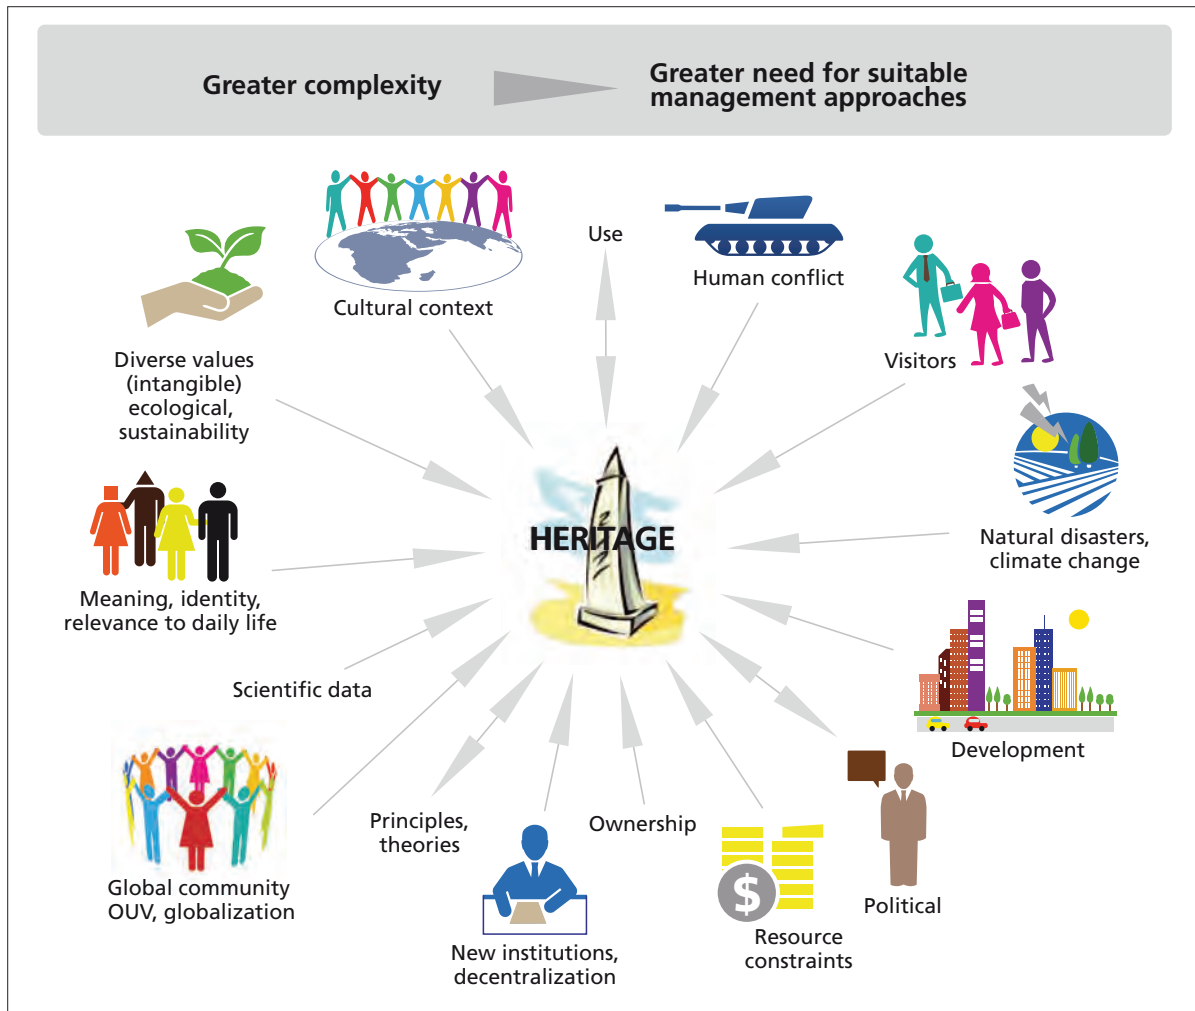 Greater complexity
Greater need for suitable
management approaches
Use
Human conflict
Cultural context
Visitors
Diverse values
(intangible)
ecological,
sustainability
HERITAGE
Natural disasters,
climate change
Meaning, identity,
relevance to daily life
Scientific data
Development
Principles,
theories
Ownership
$
Global community
OUV, globalization
Political
New institutions,
decentralization
Resource
constraints